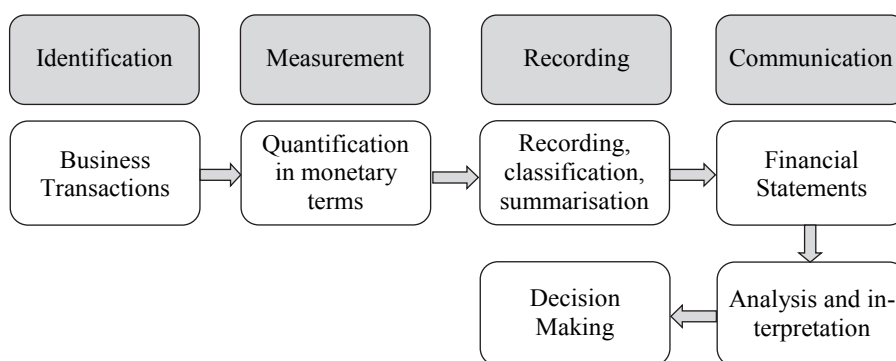 Identification
Measurement
Recording
Communication
Business
Transactions
Quantification
in monetary
terms
Recording,
classification,
summarisation
Financial
Statements
Decision
Making
Analysis and in-
terpretation